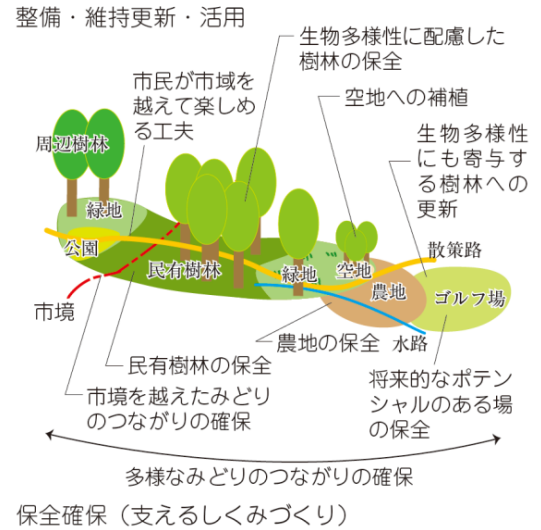 整備・維持更新・活用
生物多様性に配慮した
樹林の保全
市民が市域を
越えて楽しめ
る工夫
空地への補植
生物多様性
にも寄与す
る樹林への
更新
周辺樹林
緑地
公園
民有樹林
緑地
空地
農地
散策路
ゴルフ場
市境
水路
農地の保全
民有樹林の保全
市境を越えたみどり
のつながりの確保
将来的なポテン
シャルのある場
の保全
多様なみどりのつながりの確保
保全確保（支えるしくみづくり）